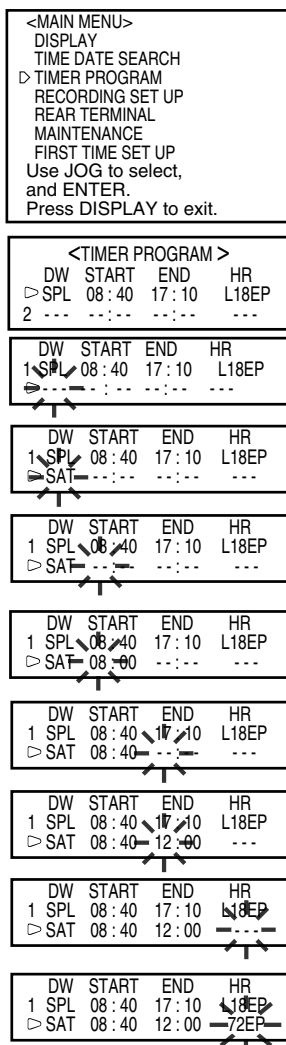 <MAIN MENU>
DISPLAY
TIME DATE SEARCH
▷ TIMER PROGRAM
RECORDING SET UP
REAR TERMINAL
MAINTENANCE
FIRST TIME SET UP
Use JOG to select,
and ENTER.
Press DISPLAY to exit.
<TIMER PROGRAM >
DW START END HR
▷ SPL 08 : 40 17 : 10 L18EP
2 - - - - - : - - - - : - - - - -
DW START END HR
1 SPL 08 : 40 17 : 10 L18EP
▷ - - - - - : - - - - : - - - - -
DW START END HR
1 SPL 08 : 40 17 : 10 L18EP
▷ SAT - - : - - - - : - - - - -
DW START END HR
1 SPL 08 : 40 17 : 10 L18EP
▷ SAT - - : - - - - : - - - - -
DW START END HR
1 SPL 08 : 40 17 : 10 L18EP
▷ SAT 08 : 00 - - : - - - - -
DW START END HR
1 SPL 08 : 40 17 : 10 L18EP
▷ SAT 08 : 40 - - : - - - - -
DW START END HR
1 SPL 08 : 40 17 : 10 L18EP
▷ SAT 08 : 40 12 : 00 - - -
DW START END HR
1 SPL 08 : 40 17 : 10 L18EP
▷ SAT 08 : 40 12 : 00 - - -
DW START END HR
1 SPL 08 : 40 17 : 10 L18EP
▷ SAT 08 : 40 12 : 00 72EP